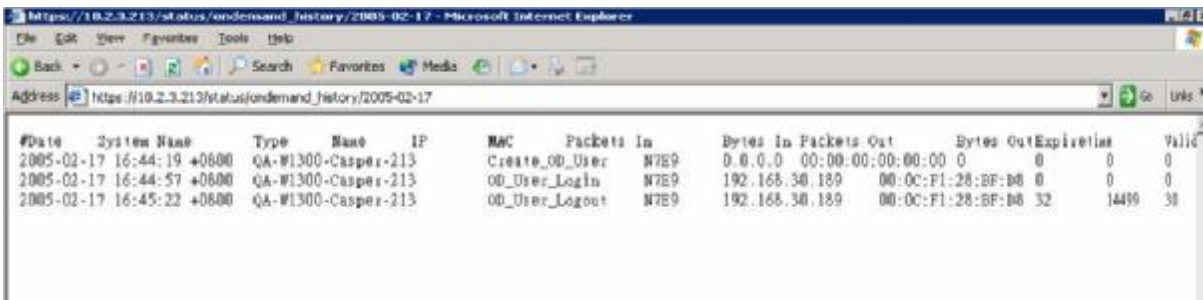 https://10.2.3.213/status/ondemand_history/2005-02-17 - Microsoft Internet Explorer
File Edit View Favorites Tools Help
Back Search Favorites Media
Address https://10.2.3.213/status/ondemand_history/2005-02-17 Go Links
#Date System Name Type Name IP MAC Packets In Bytes In Packets Out Bytes OutExpiretime Valid
2005-02-17 16:44:19 +0800 QA-W1300-Casper-213 Create_OD_User N7E9 0.0.0.0 00:00:00:00:00:00 0 0 0 0
2005-02-17 16:44:57 +0800 QA-W1300-Casper-213 OD_User_Login N7E9 192.168.30.189 00:0C:F1:28:BF:D8 0 0 0
2005-02-17 16:45:22 +0800 QA-W1300-Casper-213 OD_User_Logout N7E9 192.168.30.189 00:0C:F1:28:BF:D8 32 14499 30